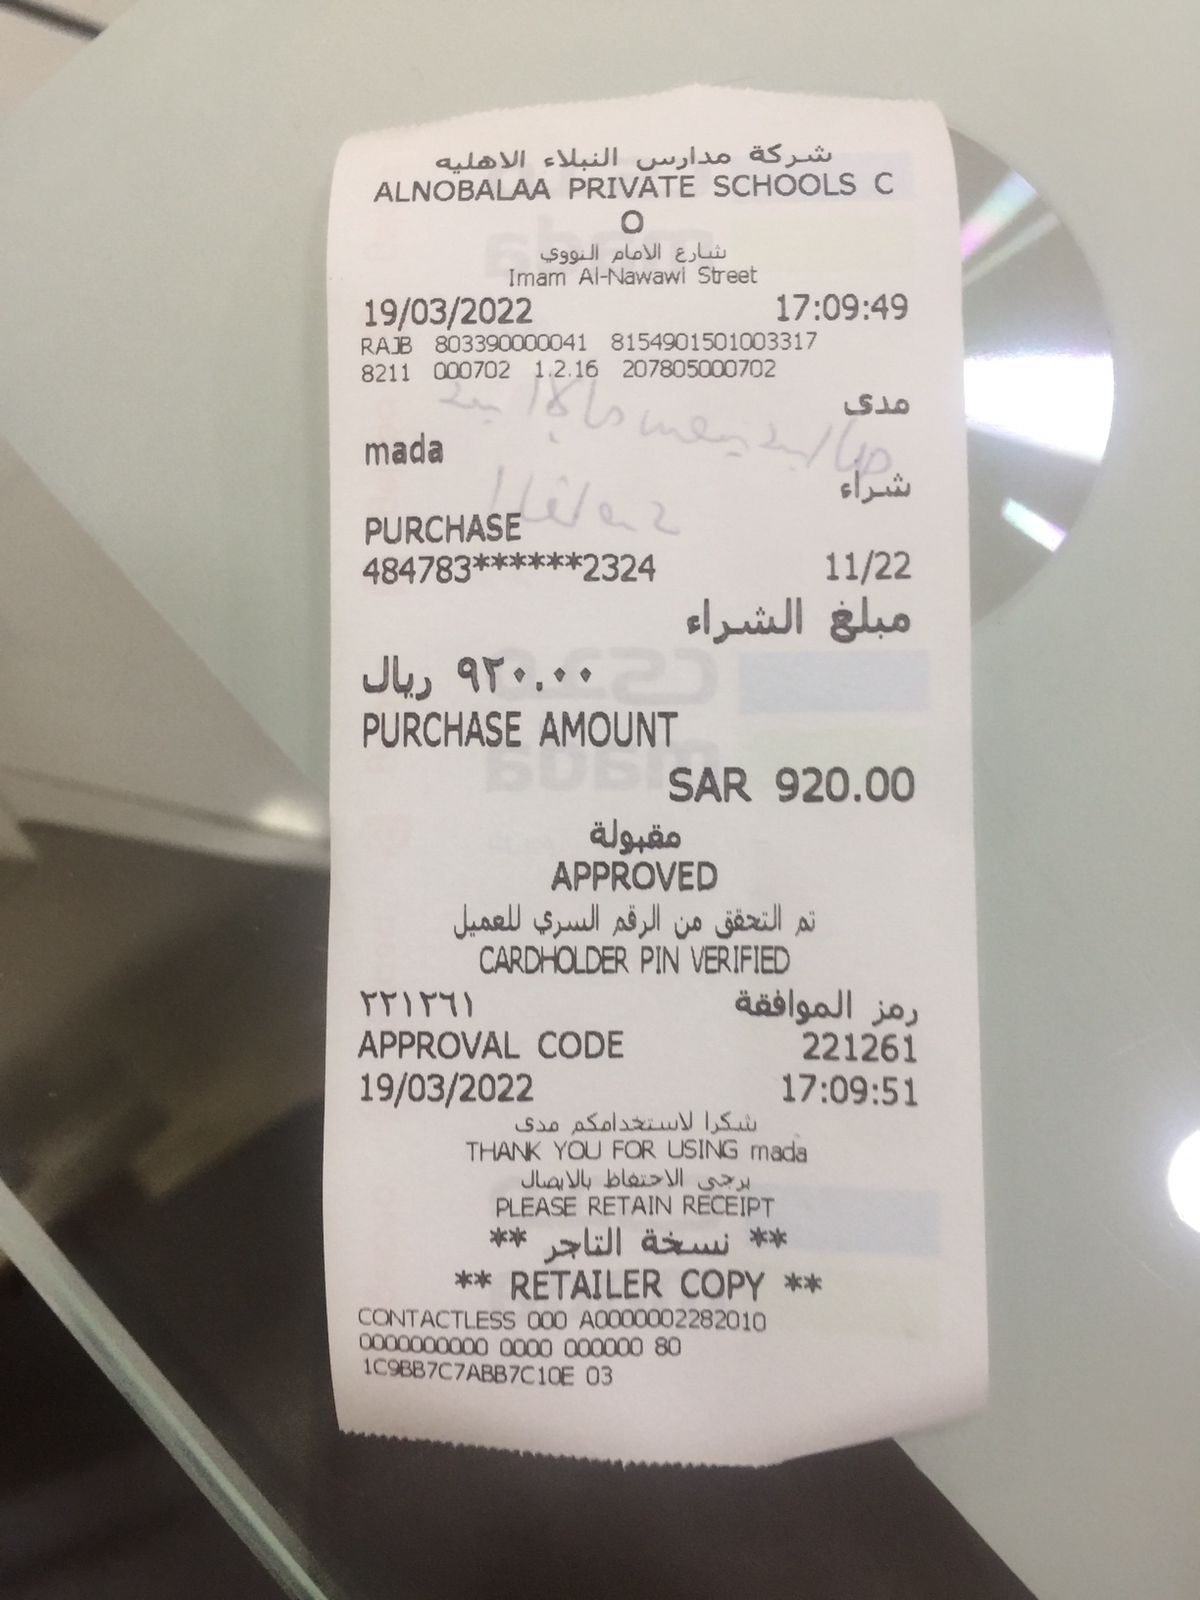 شركة مدارس النبلاء الاهليه
ALNOBALAA PRIVATE SCHOOLS C
O
شارع الامام النووي
Imam Al-Nawawi Street
19/03/2022 17:09:49
RAJB 803390000041 8154901501003317
8211 000702 1.2.16 207805000702
مدى
mada
شراء
PURCHASE
484783******2324 11/22
مبلغ الشراء
٩٢٠.٠٠ ريال
PURCHASE AMOUNT
SAR 920.00
مقبولة
APPROVED
تم التحقق من الرقم السري للعميل
CARDHOLDER PIN VERIFIED
رمز الموافقة ٢٢١٢٦١
APPROVAL CODE 221261
19/03/2022 17:09:51
شكرا لاستخدامكم مدى
THANK YOU FOR USING mada
يرجى الاحتفاظ بالايصال
PLEASE RETAIN RECEIPT
** نسخة التاجر **
** RETAILER COPY **
CONTACTLESS 000 A0000002282010
0000000000 0000 000000 80
1C9BB7C7ABB7C10E 03